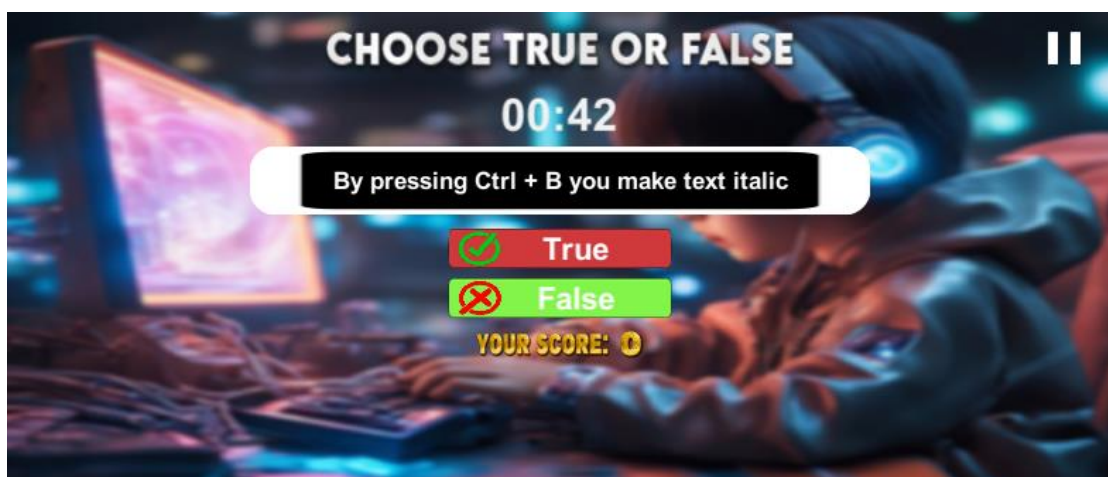 CHOOSE TRUE OR FALSE
00:42
By pressing Ctrl + B you make text italic
True
False
YOUR SCORE: 0